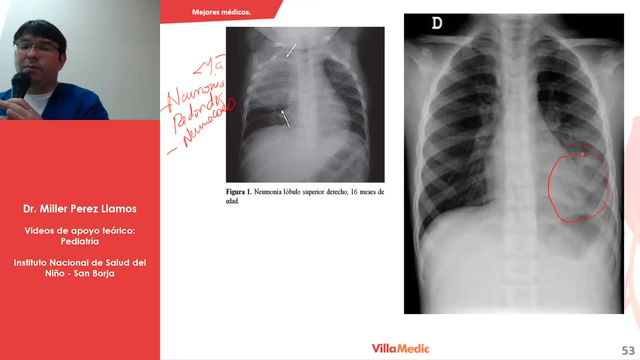 Mejores médicos.
D
Neumonía
Redonda
- Neumococo
Figura 1. Neumonía lóbulo superior derecho, 16 meses de
edad
Dr. Miller Perez Llamos
Videos de apoyo teórico:
Pediatría
Instituto Nacional de Salud del
Niño - San Borja
VillaMedic
53